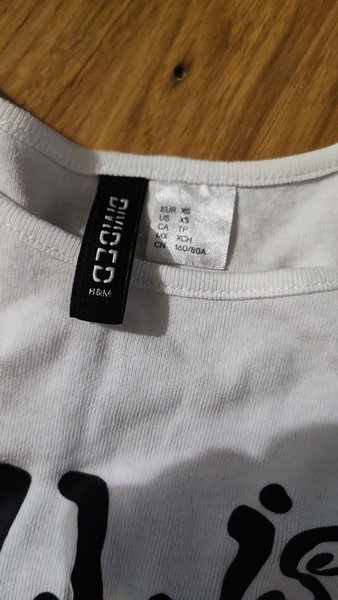 DIVIDED
H&M
EUR XS
US XS
CA TP
MX XCH
CN 160/80A